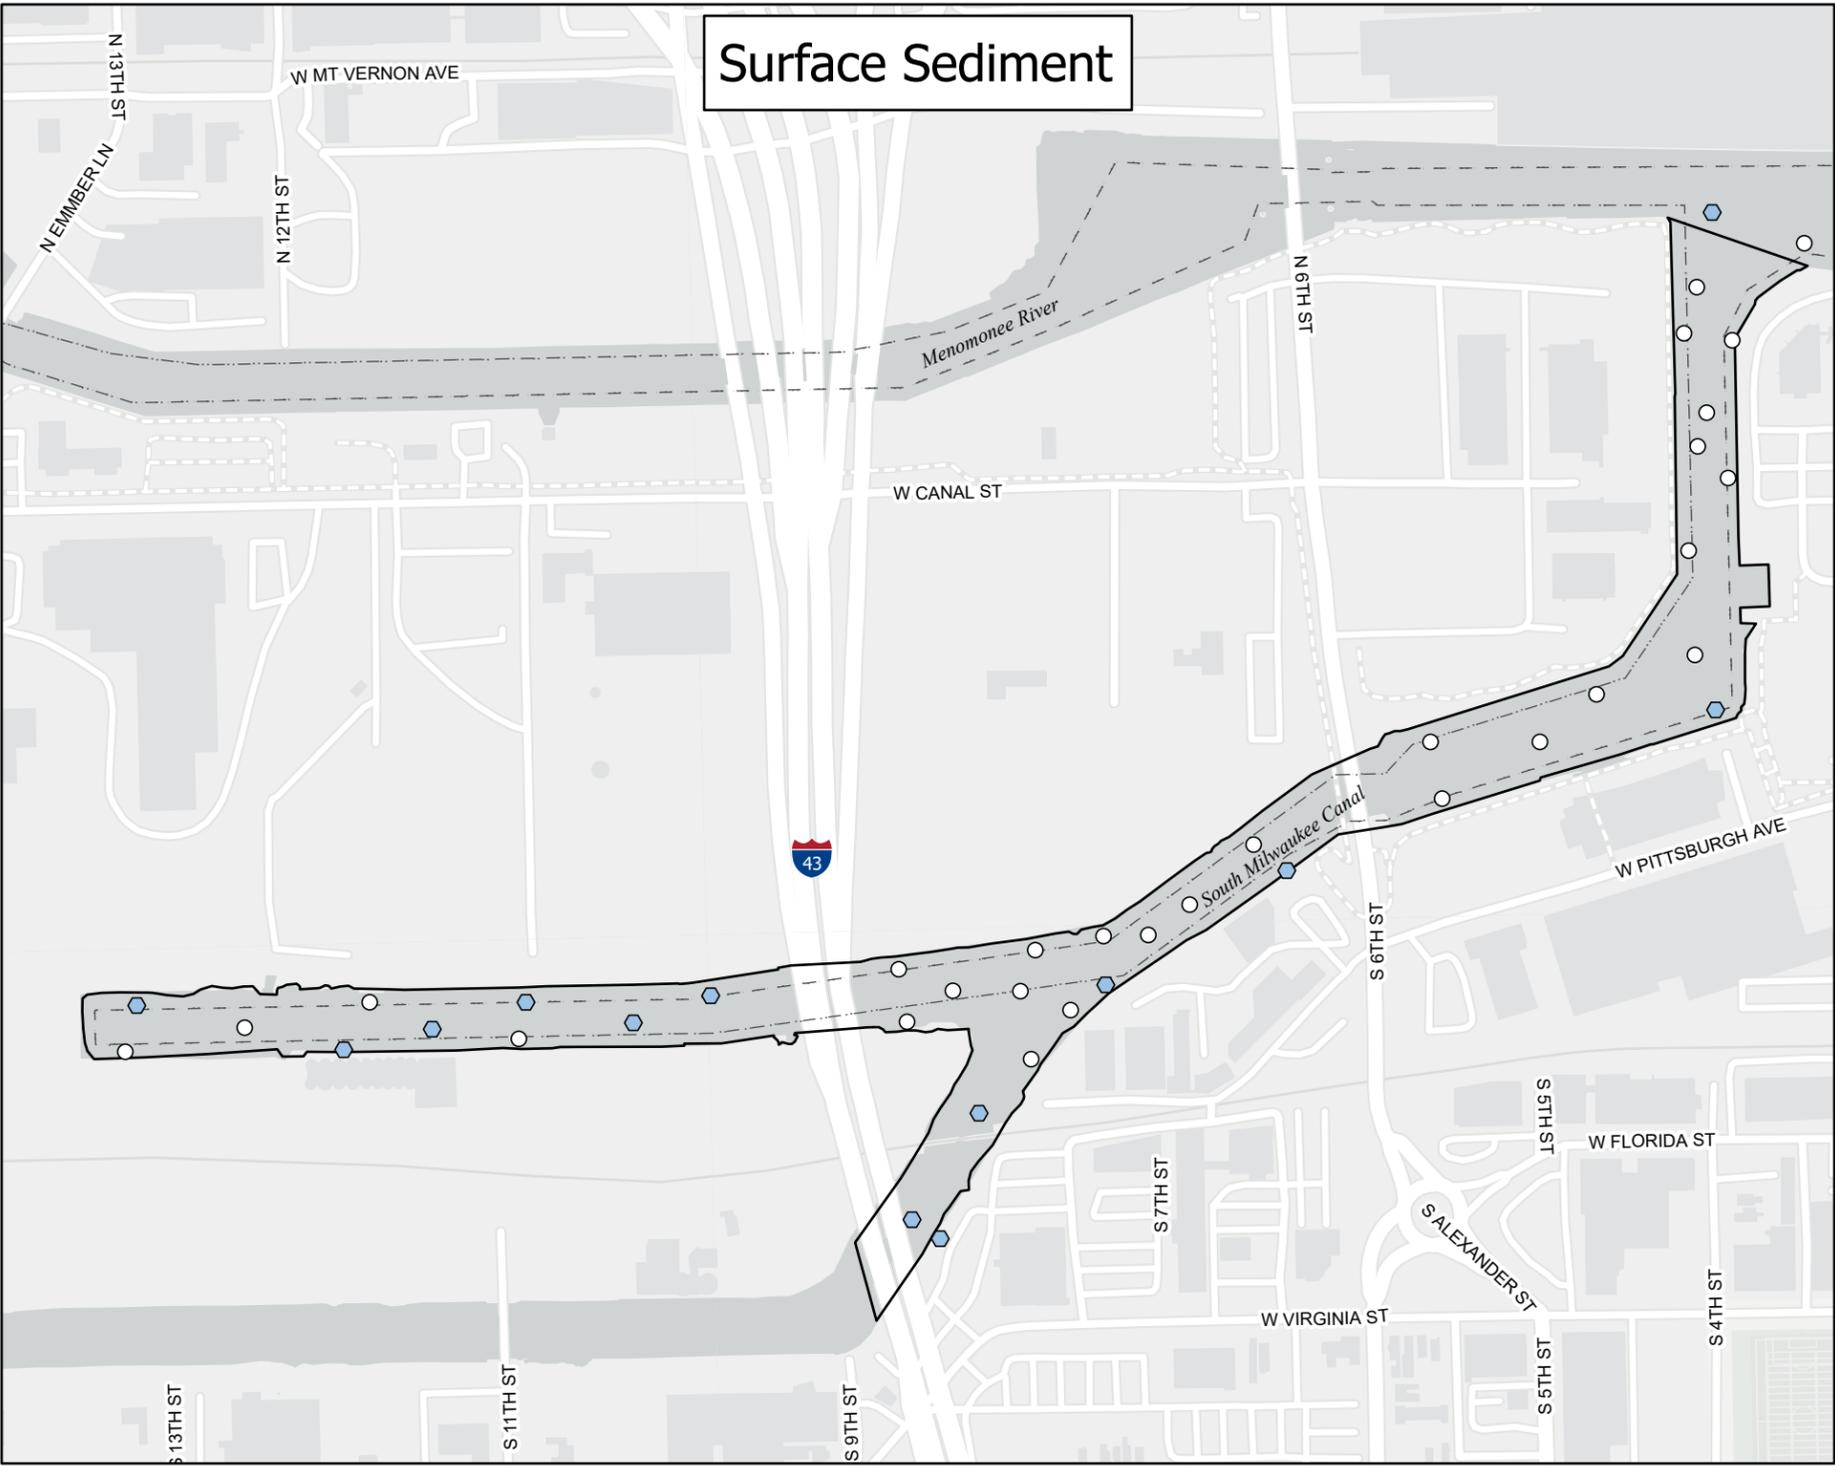 Surface Sediment
N 13TH ST
W MT VERNON AVE
N EMMBER LN
N 12TH ST
N 6TH ST
Menomonee River
W CANAL ST
43
South Milwaukee Canal
W PITTSBURGH AVE
S 6TH ST
S 5TH ST
W FLORIDA ST
S 7TH ST
S ALEXANDER ST
W VIRGINIA ST
S 4TH ST
S 13TH ST
S 11TH ST
S 9TH ST
S 5TH ST